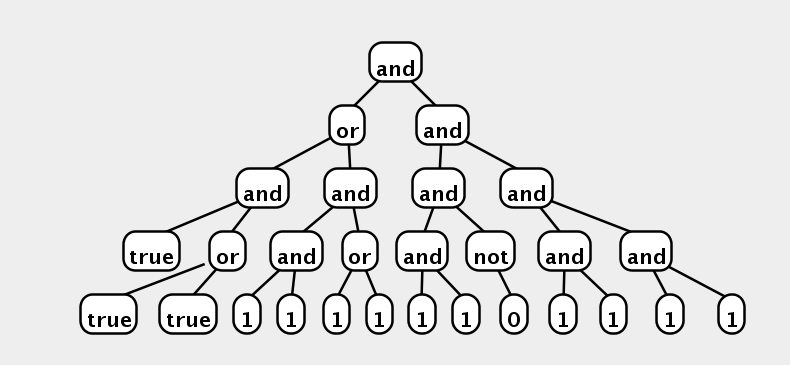 and
or and
and and and and
true or and or and not and and
true true 1 1 1 1 1 1 0 1 1 1 1